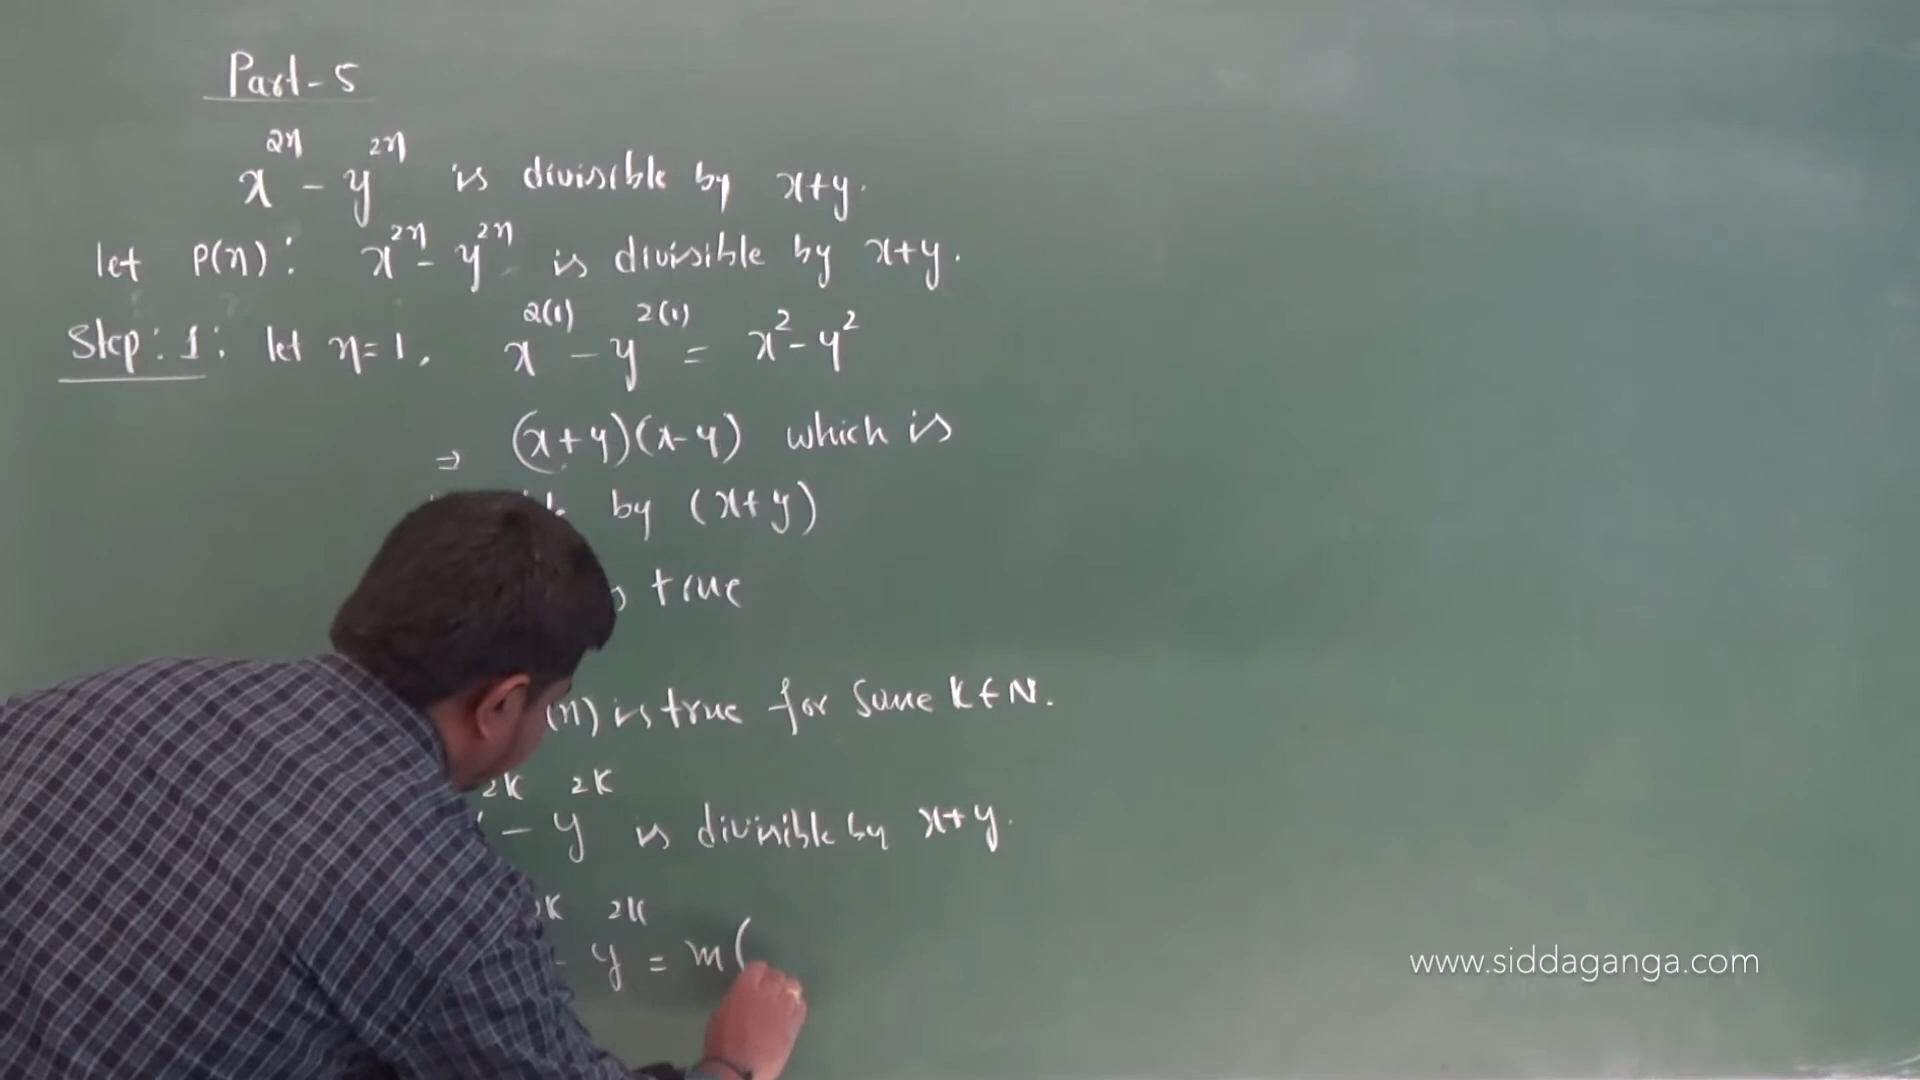 Part-5
x^2n - y^2n is divisible by x+y.
let P(n): x^2n - y^2n is divisible by x+y.
Step: 1: let n=1, x^2(1) - y^2(1) = x^2 - y^2
⇒ (x+y)(x-y) which is
by (x+y)
true
(n) is true for some K∈N.
2K - y^2K is divisible by x+y.
- y^2K = m(
www.siddaganga.com